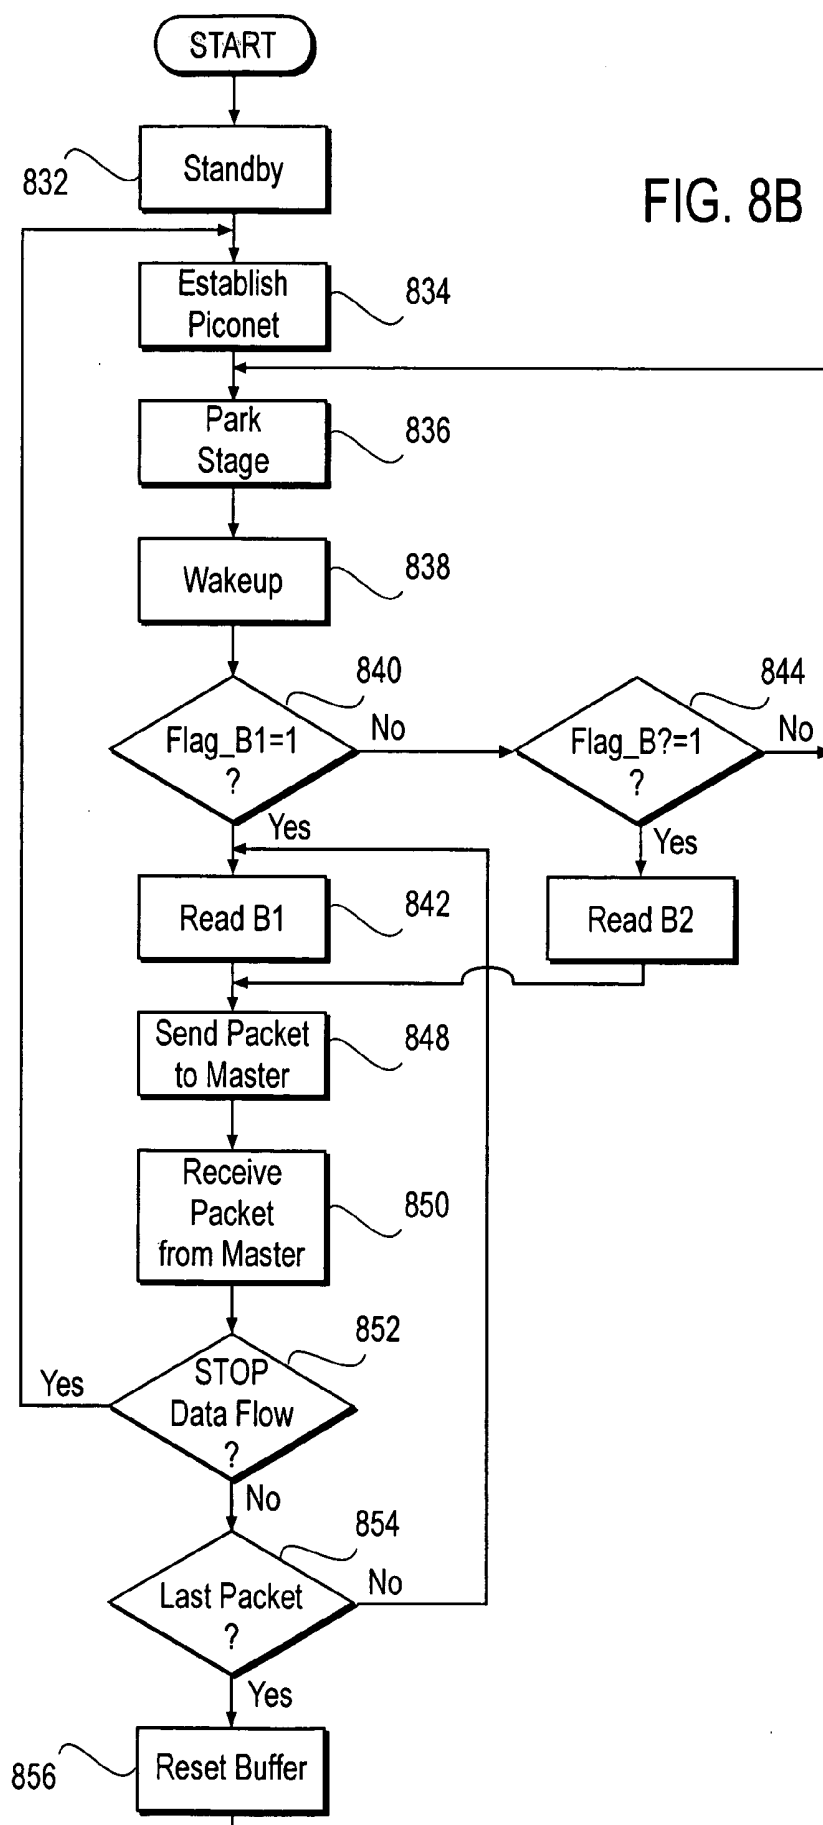 START
Standby
832
FIG. 8B
Establish
Piconet
834
Park
Stage
836
Wakeup
838
840
844
Flag_B1=1
?
No
Flag_B?=1
?
No
Yes
Yes
Read B1
842
Read B2
Send Packet
to Master
848
Receive
Packet
from Master
850
852
STOP
Data Flow
?
Yes
No
854
Last Packet
?
No
Yes
Reset Buffer
856